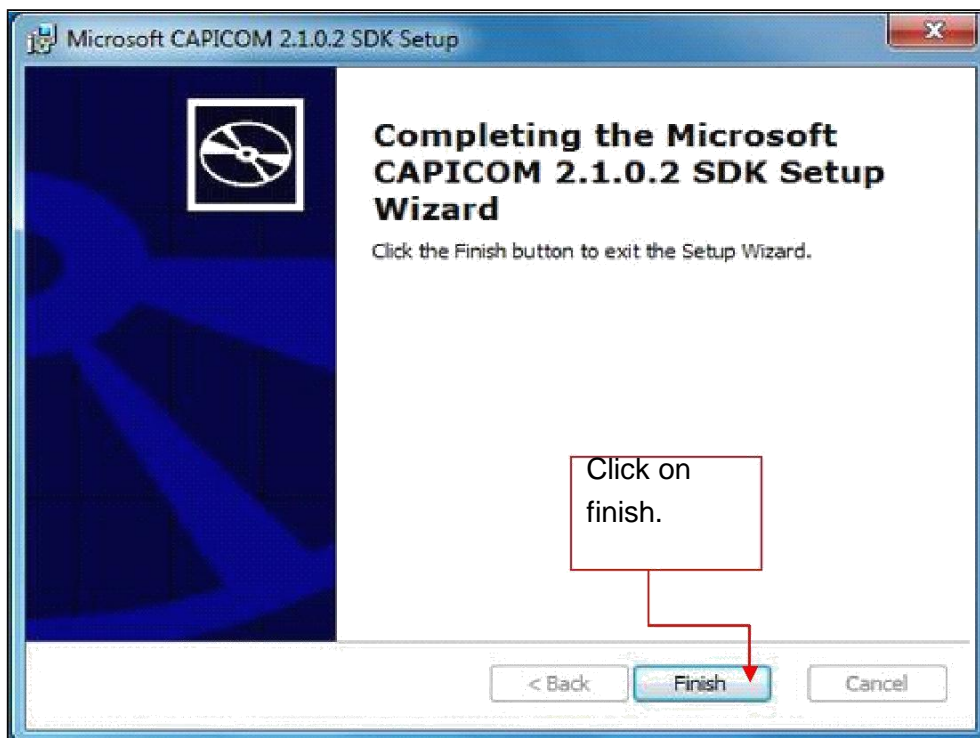 Microsoft CAPICOM 2.1.0.2 SDK Setup
Completing the Microsoft
CAPICOM 2.1.0.2 SDK Setup
Wizard
Click the Finish button to exit the Setup Wizard.
Click on
finish.
< Back
Finish
Cancel